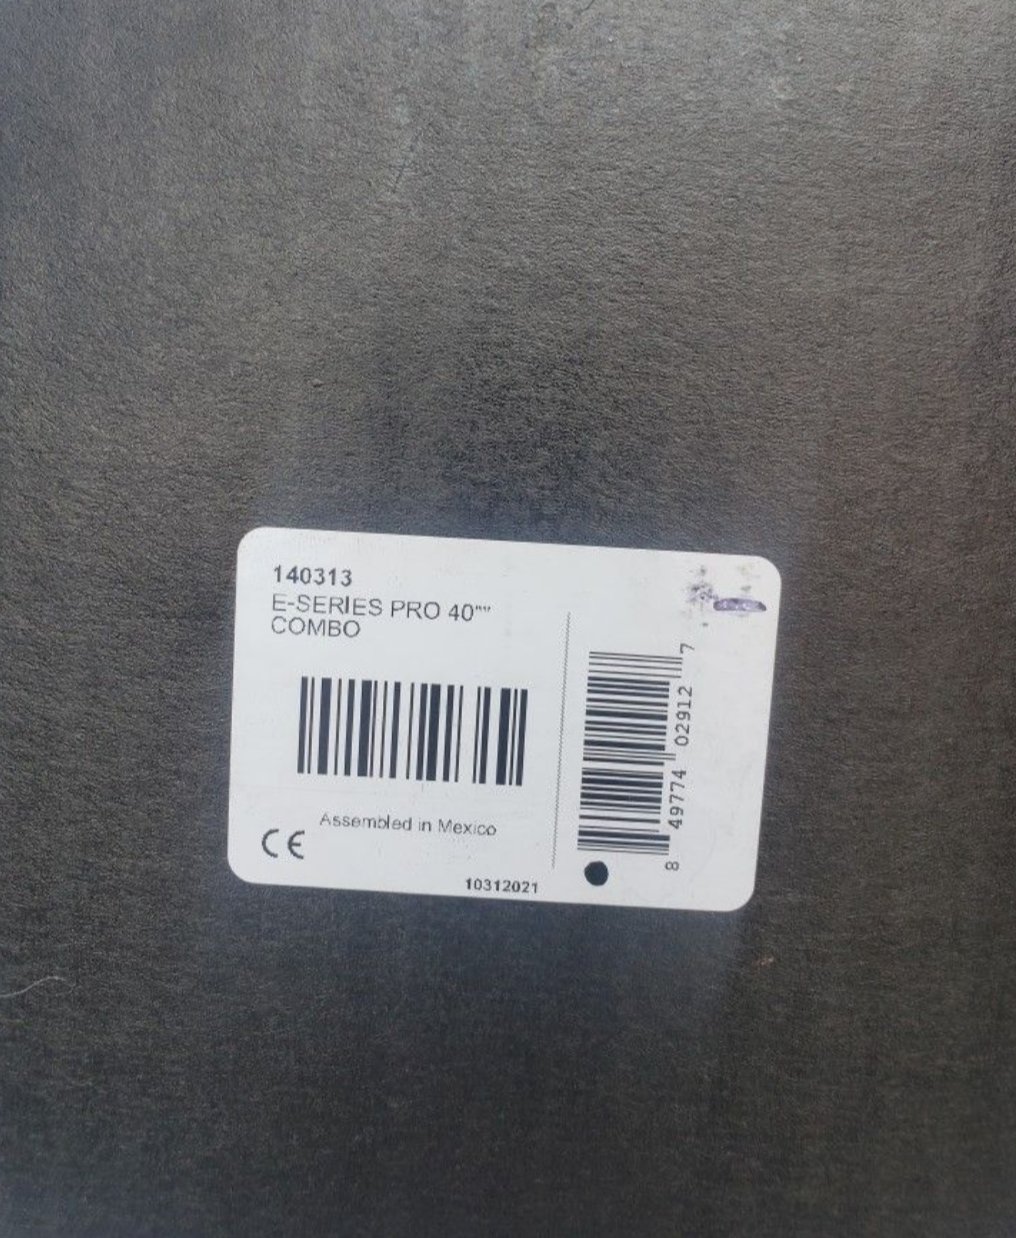 140313
E-SERIES PRO 40""
COMBO
Assembled in Mexico
CE
10312021
8 49774 02912 7